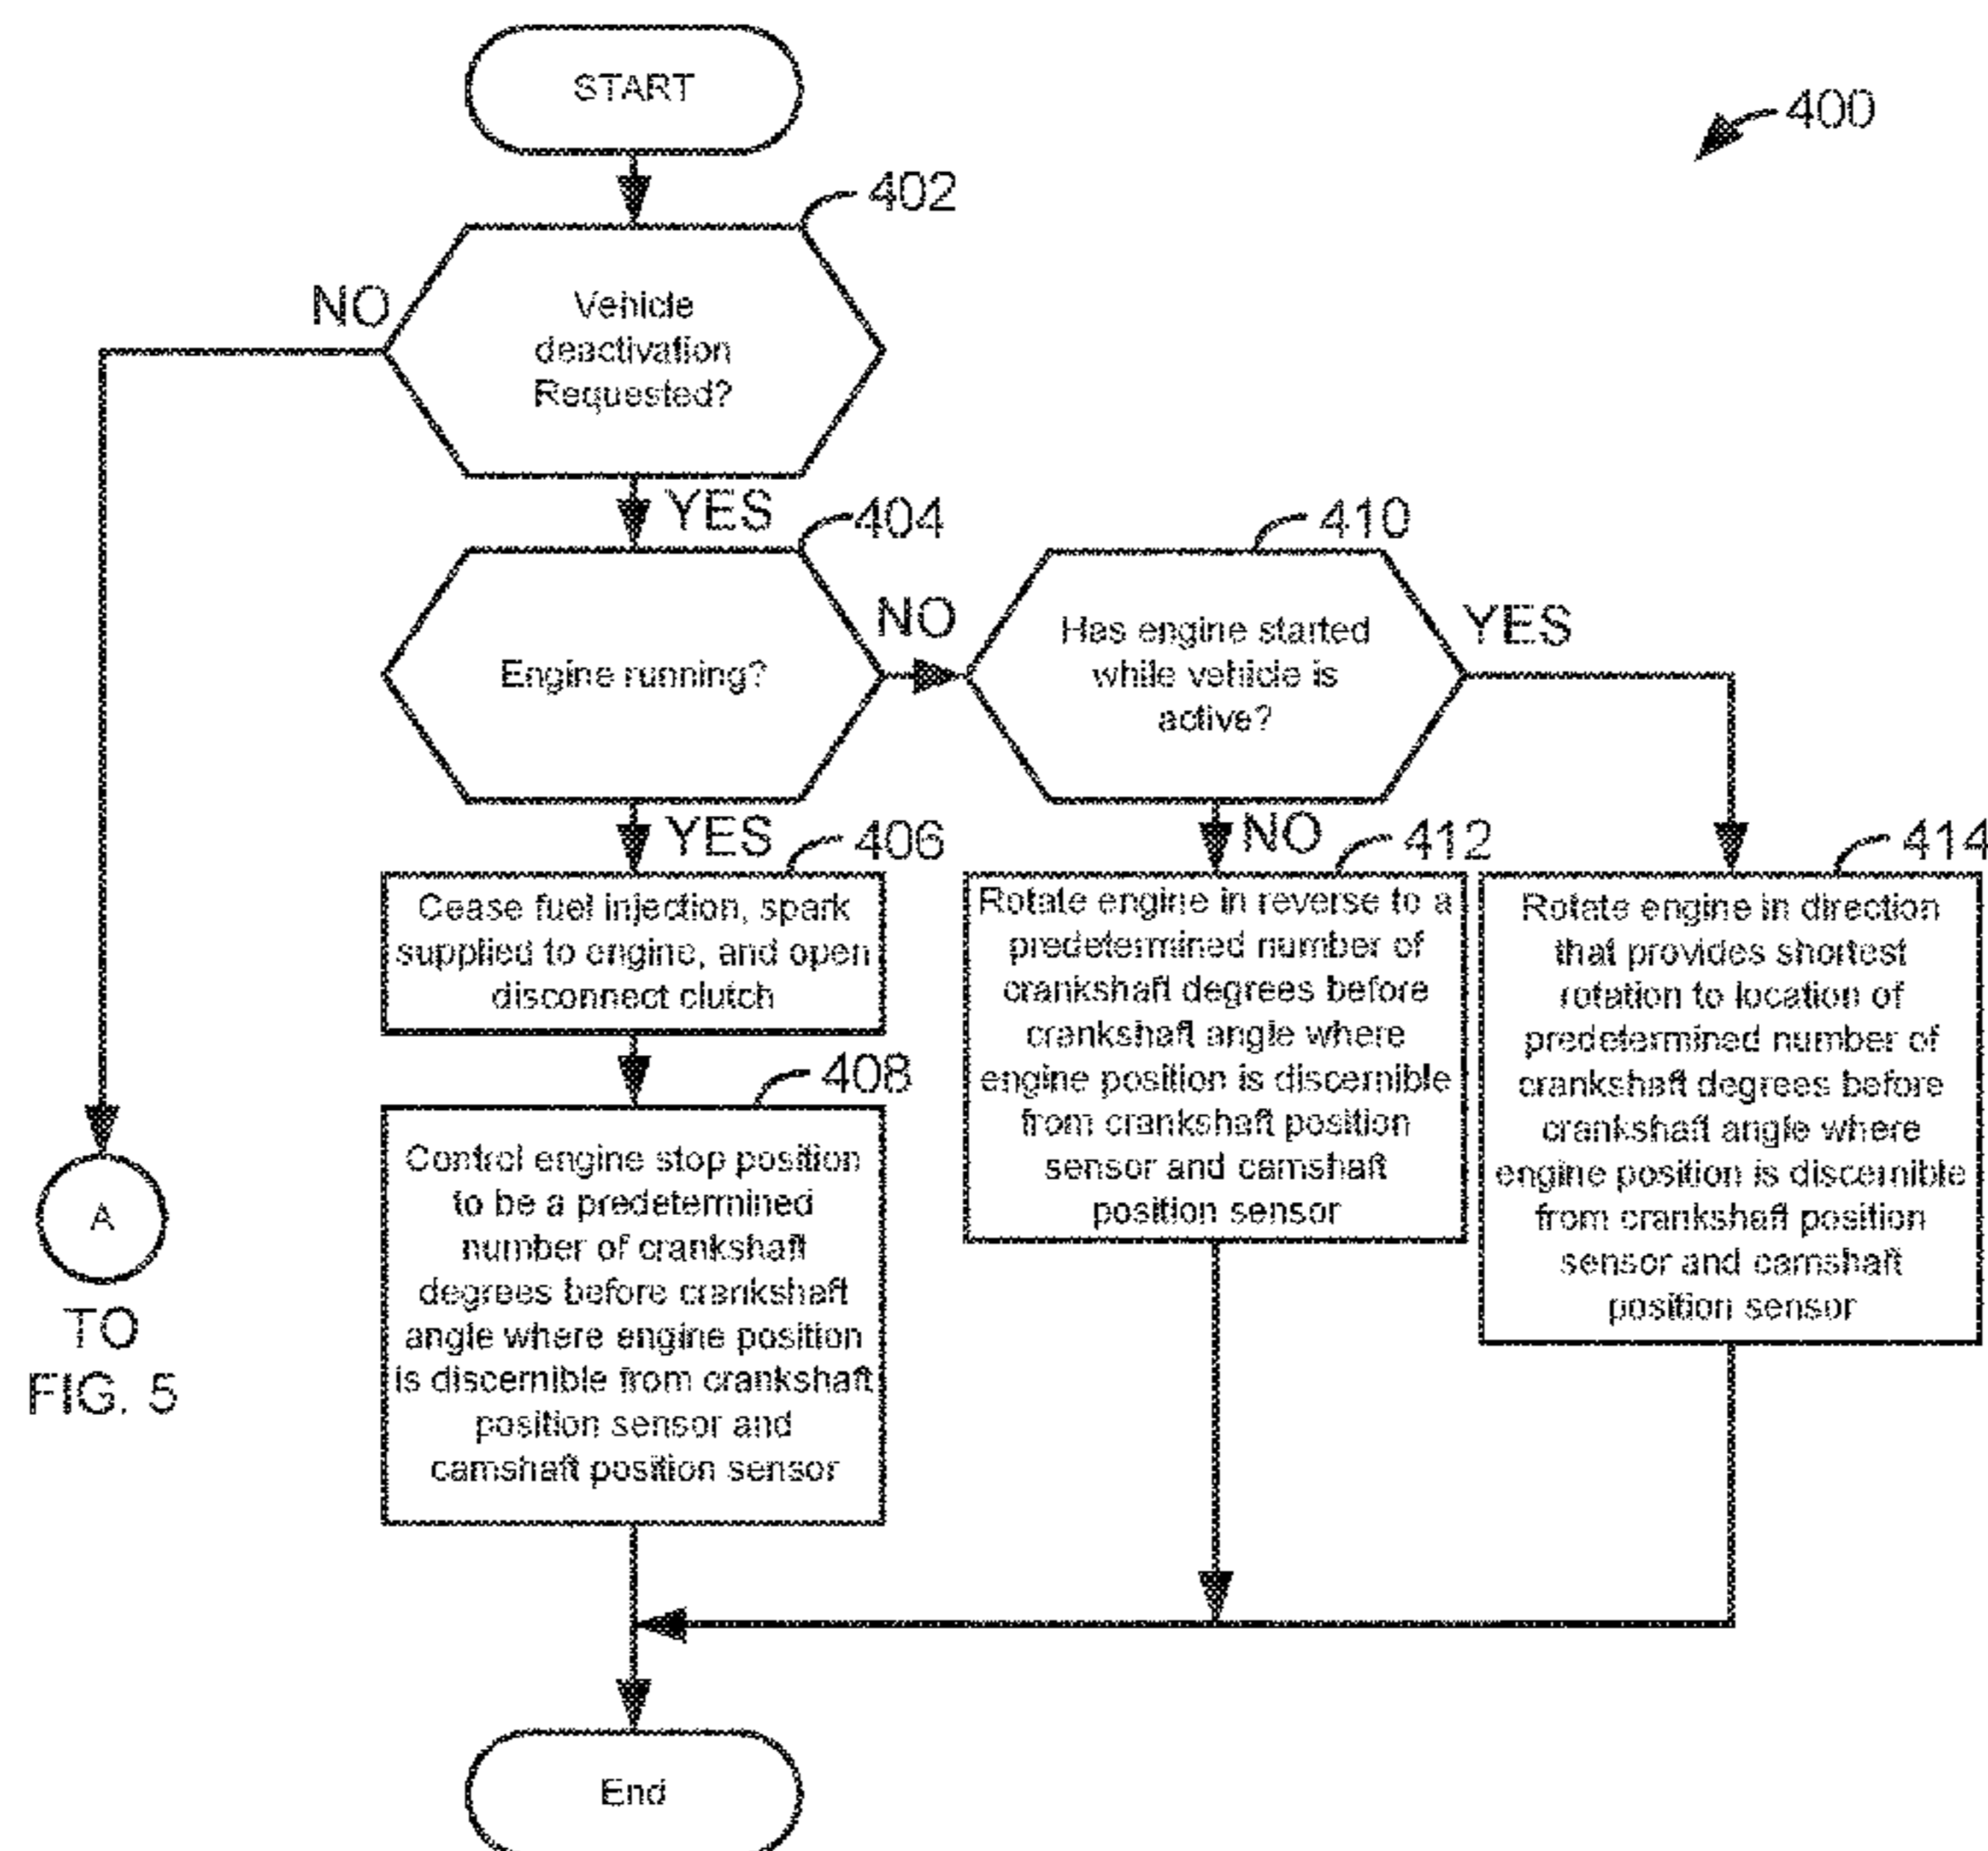 START
400
402
Vehicle
deactivation
Requested?
NO
YES
404
Engine running?
NO
410
Has engine started
while vehicle is
active?
YES
YES
406
Cease fuel injection, spark
supplied to engine, and open
disconnect clutch
NO
412
Rotate engine in reverse to a
predetermined number of
crankshaft degrees before
crankshaft angle where
engine position is discernible
from crankshaft position
sensor and camshaft
position sensor
414
Rotate engine in direction
that provides shortest
rotation to location of
predetermined number of
crankshaft degrees before
crankshaft angle where
engine position is discernible
from crankshaft position
sensor and camshaft
position sensor
408
Control engine stop position
to be a predetermined
number of crankshaft
degrees before crankshaft
angle where engine position
is discernible from crankshaft
position sensor and
camshaft position sensor
A
TO
FIG. 5
End